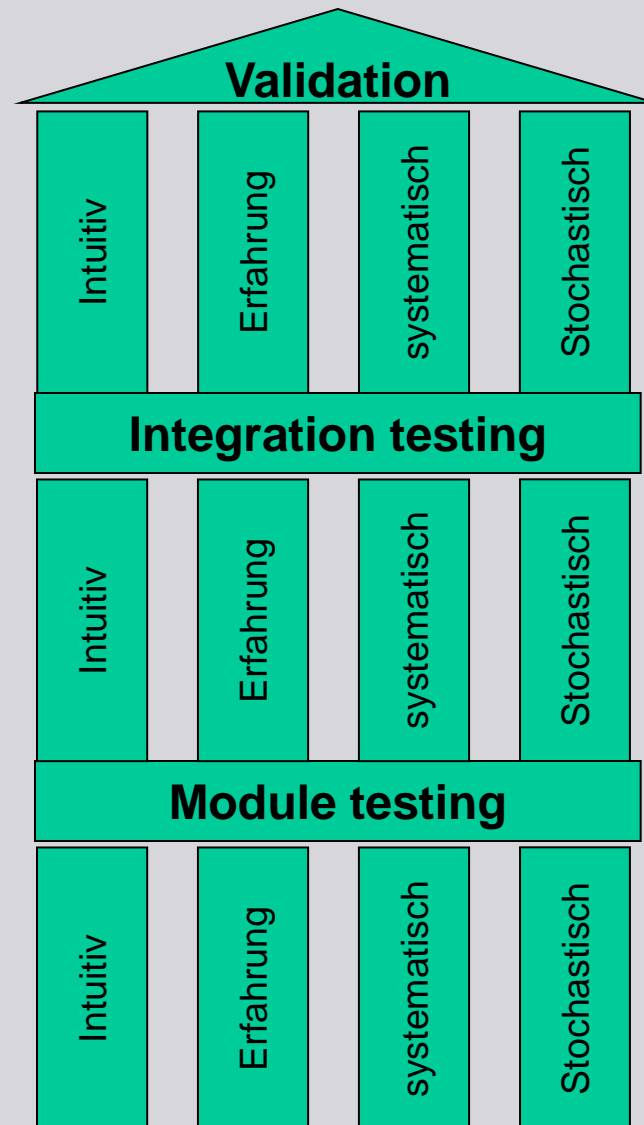 Validation
Intuitiv
Erfahrung
systematisch
Stochastisch
Integration testing
Intuitiv
Erfahrung
systematisch
Stochastisch
Module testing
Intuitiv
Erfahrung
systematisch
Stochastisch